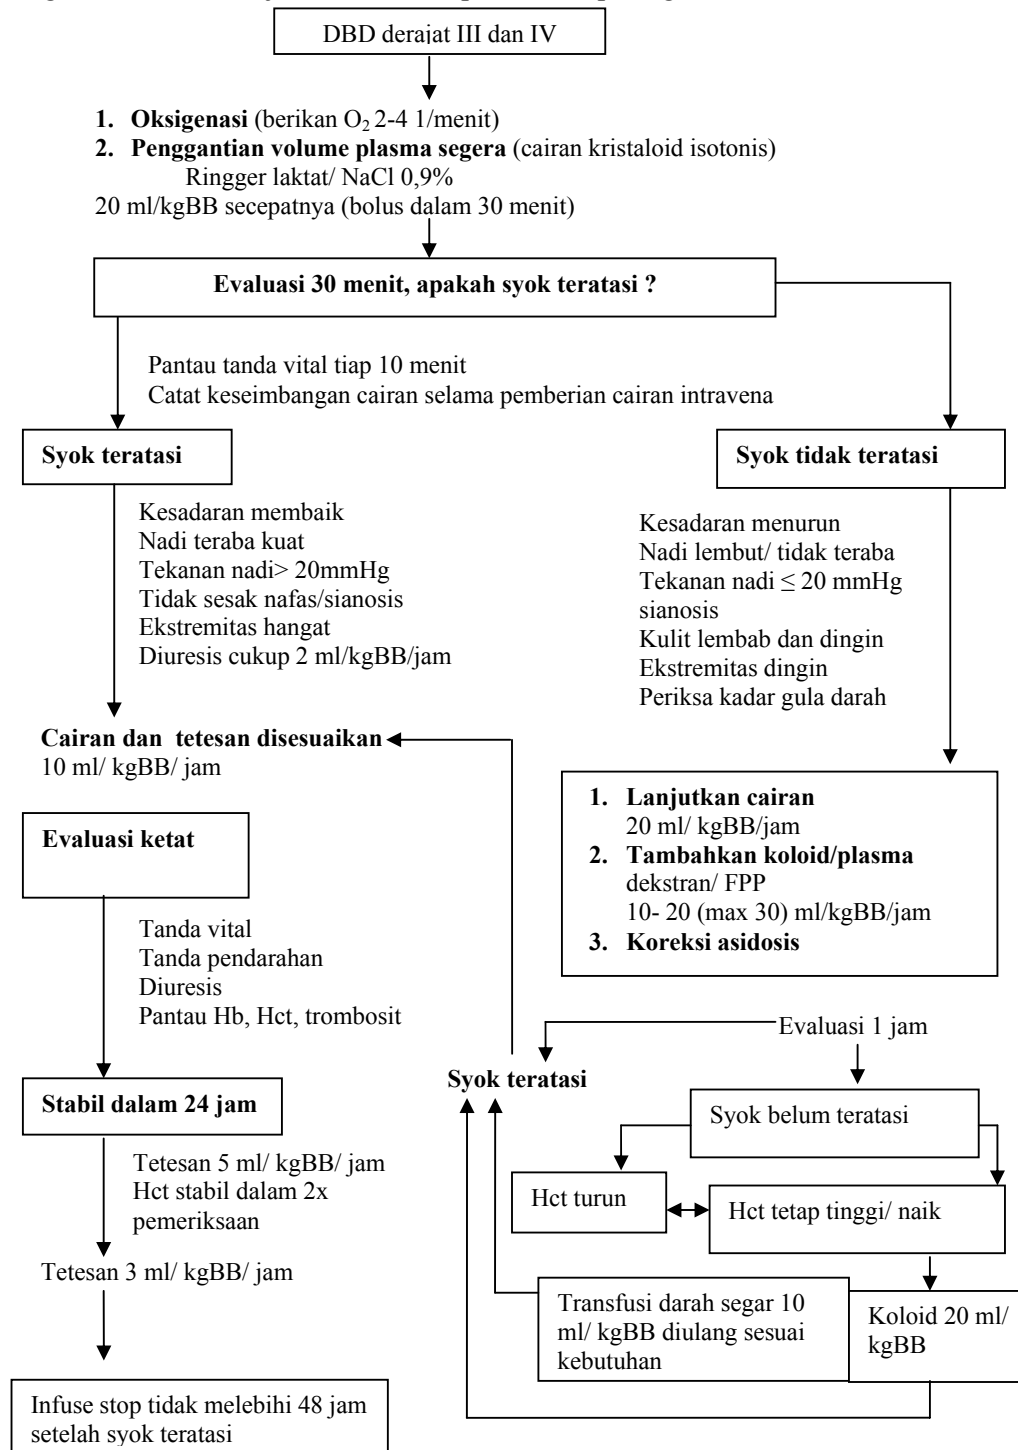 DBD derajat III dan IV
1. Oksigenasi (berikan O2 2-4 1/menit)
2. Penggantian volume plasma segera (cairan kristaloid isotonis)
Ringger laktat/ NaCl 0,9%
20 ml/kgBB secepatnya (bolus dalam 30 menit)
Evaluasi 30 menit, apakah syok teratasi ?
Pantau tanda vital tiap 10 menit
Catat keseimbangan cairan selama pemberian cairan intravena
Syok teratasi
Kesadaran membaik
Nadi teraba kuat
Tekanan nadi> 20mmHg
Tidak sesak nafas/sianosis
Ekstremitas hangat
Diuresis cukup 2 ml/kgBB/jam
Cairan dan tetesan disesuaikan
10 ml/ kgBB/ jam
Evaluasi ketat
Tanda vital
Tanda pendarahan
Diuresis
Pantau Hb, Hct, trombosit
Stabil dalam 24 jam
Tetesan 5 ml/ kgBB/ jam
Hct stabil dalam 2x
pemeriksaan
Tetesan 3 ml/ kgBB/ jam
Infuse stop tidak melebihi 48 jam
setelah syok teratasi
Syok tidak teratasi
Kesadaran menurun
Nadi lembut/ tidak teraba
Tekanan nadi ≤ 20 mmHg
sianosis
Kulit lembab dan dingin
Ekstremitas dingin
Periksa kadar gula darah
1. Lanjutkan cairan
20 ml/ kgBB/jam
2. Tambahkan koloid/plasma
dekstran/ FPP
10- 20 (max 30) ml/kgBB/jam
3. Koreksi asidosis
Evaluasi 1 jam
Syok teratasi
Syok belum teratasi
Hct turun
Hct tetap tinggi/ naik
Transfusi darah segar 10
ml/ kgBB diulang sesuai
kebutuhan
Koloid 20 ml/
kgBB